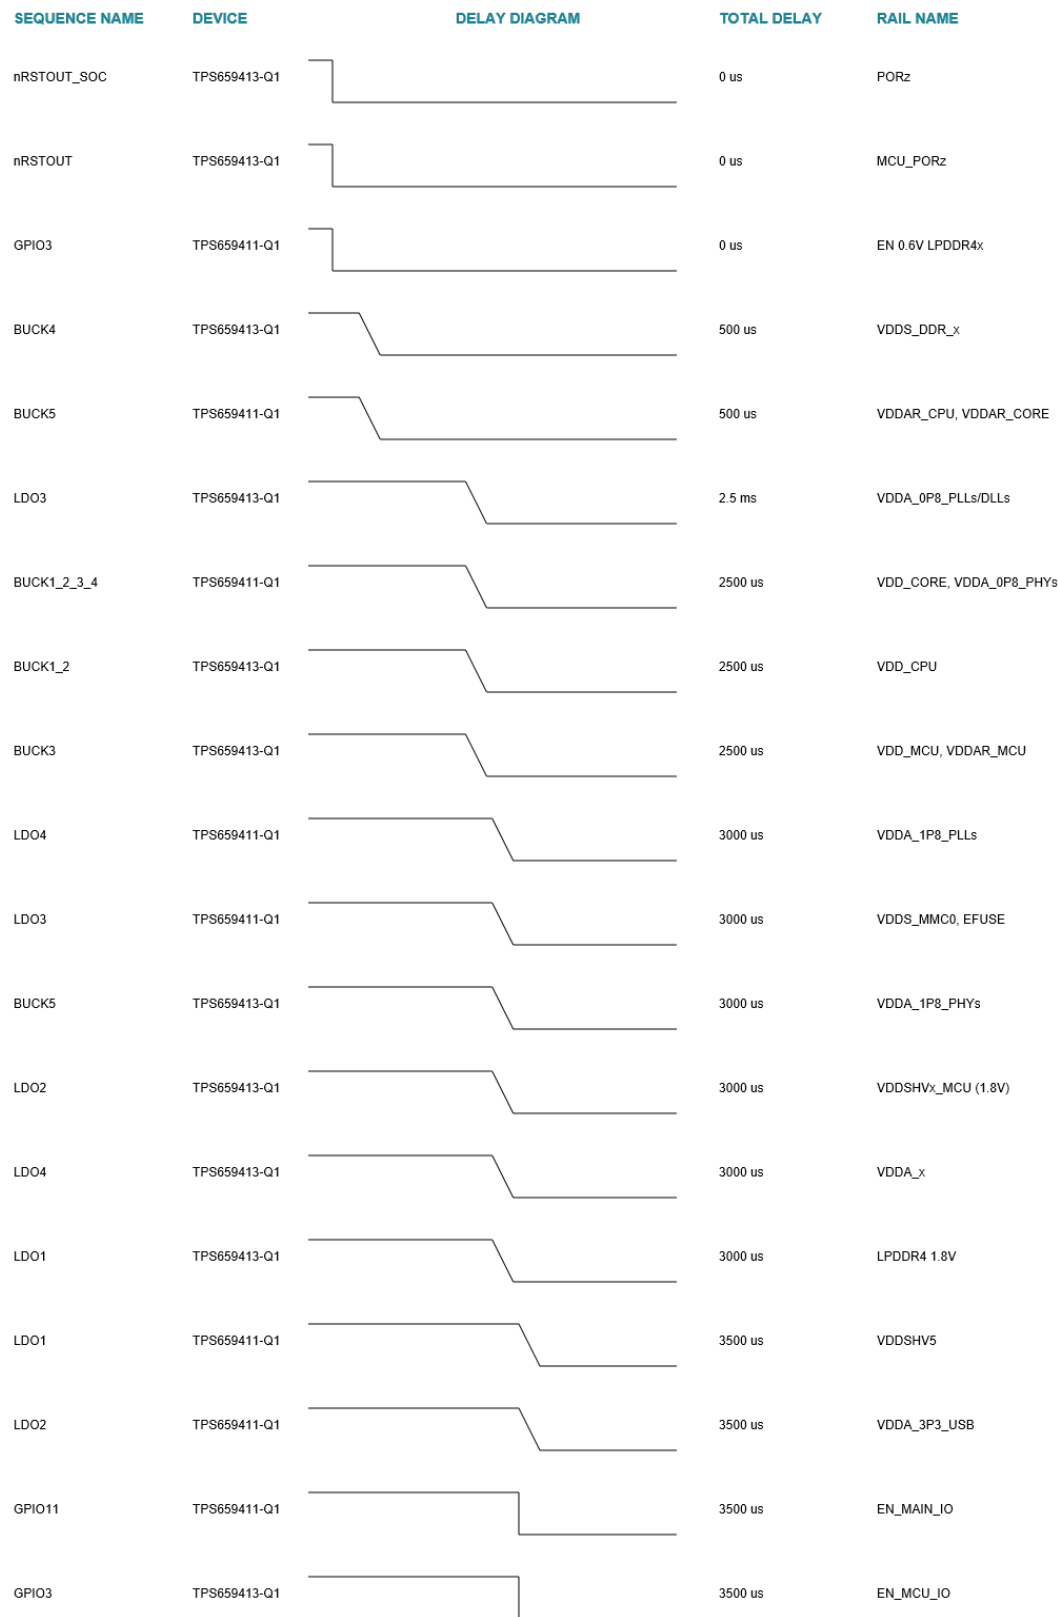 SEQUENCE NAME DEVICE DELAY DIAGRAM TOTAL DELAY RAIL NAME
nRSTOUT_SOC TPS659413-Q1 0 us PORz
nRSTOUT TPS659413-Q1 0 us MCU_PORz
GPIO3 TPS659411-Q1 0 us EN 0.6V LPDDR4x
BUCK4 TPS659413-Q1 500 us VDDS_DDR_x
BUCK5 TPS659411-Q1 500 us VDDAR_CPU, VDDAR_CORE
LDO3 TPS659413-Q1 2.5 ms VDDA_0P8_PLLs/DLLs
BUCK1_2_3_4 TPS659411-Q1 2500 us VDD_CORE, VDDA_0P8_PHYs
BUCK1_2 TPS659413-Q1 2500 us VDD_CPU
BUCK3 TPS659413-Q1 2500 us VDD_MCU, VDDAR_MCU
LDO4 TPS659411-Q1 3000 us VDDA_1P8_PLLs
LDO3 TPS659411-Q1 3000 us VDDS_MMC0, EFUSE
BUCK5 TPS659413-Q1 3000 us VDDA_1P8_PHYs
LDO2 TPS659413-Q1 3000 us VDDSHVx_MCU (1.8V)
LDO4 TPS659413-Q1 3000 us VDDA_x
LDO1 TPS659413-Q1 3000 us LPDDR4 1.8V
LDO1 TPS659411-Q1 3500 us VDDSHV5
LDO2 TPS659411-Q1 3500 us VDDA_3P3_USB
GPIO11 TPS659411-Q1 3500 us EN_MAIN_IO
GPIO3 TPS659413-Q1 3500 us EN_MCU_IO